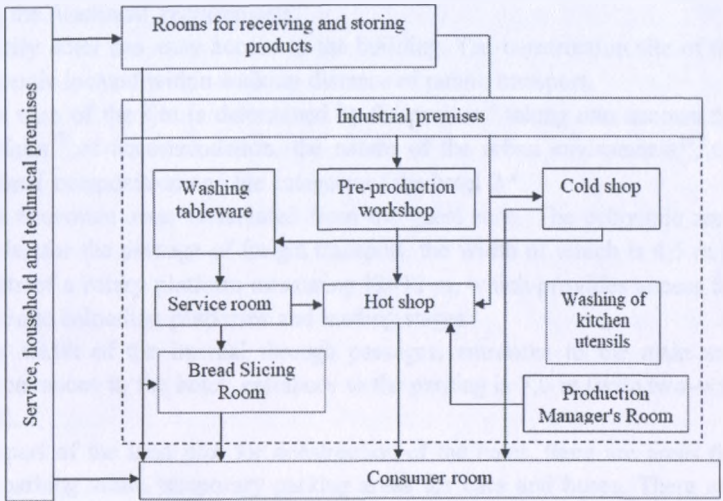 Service, household and technical premises
Rooms for receiving and storing
products
Industrial premises
Washing
tableware
Pre-production
workshop
Cold shop
Service room
Hot shop
Washing of
kitchen
utensils
Bread Slicing
Room
Production
Manager's Room
Consumer room